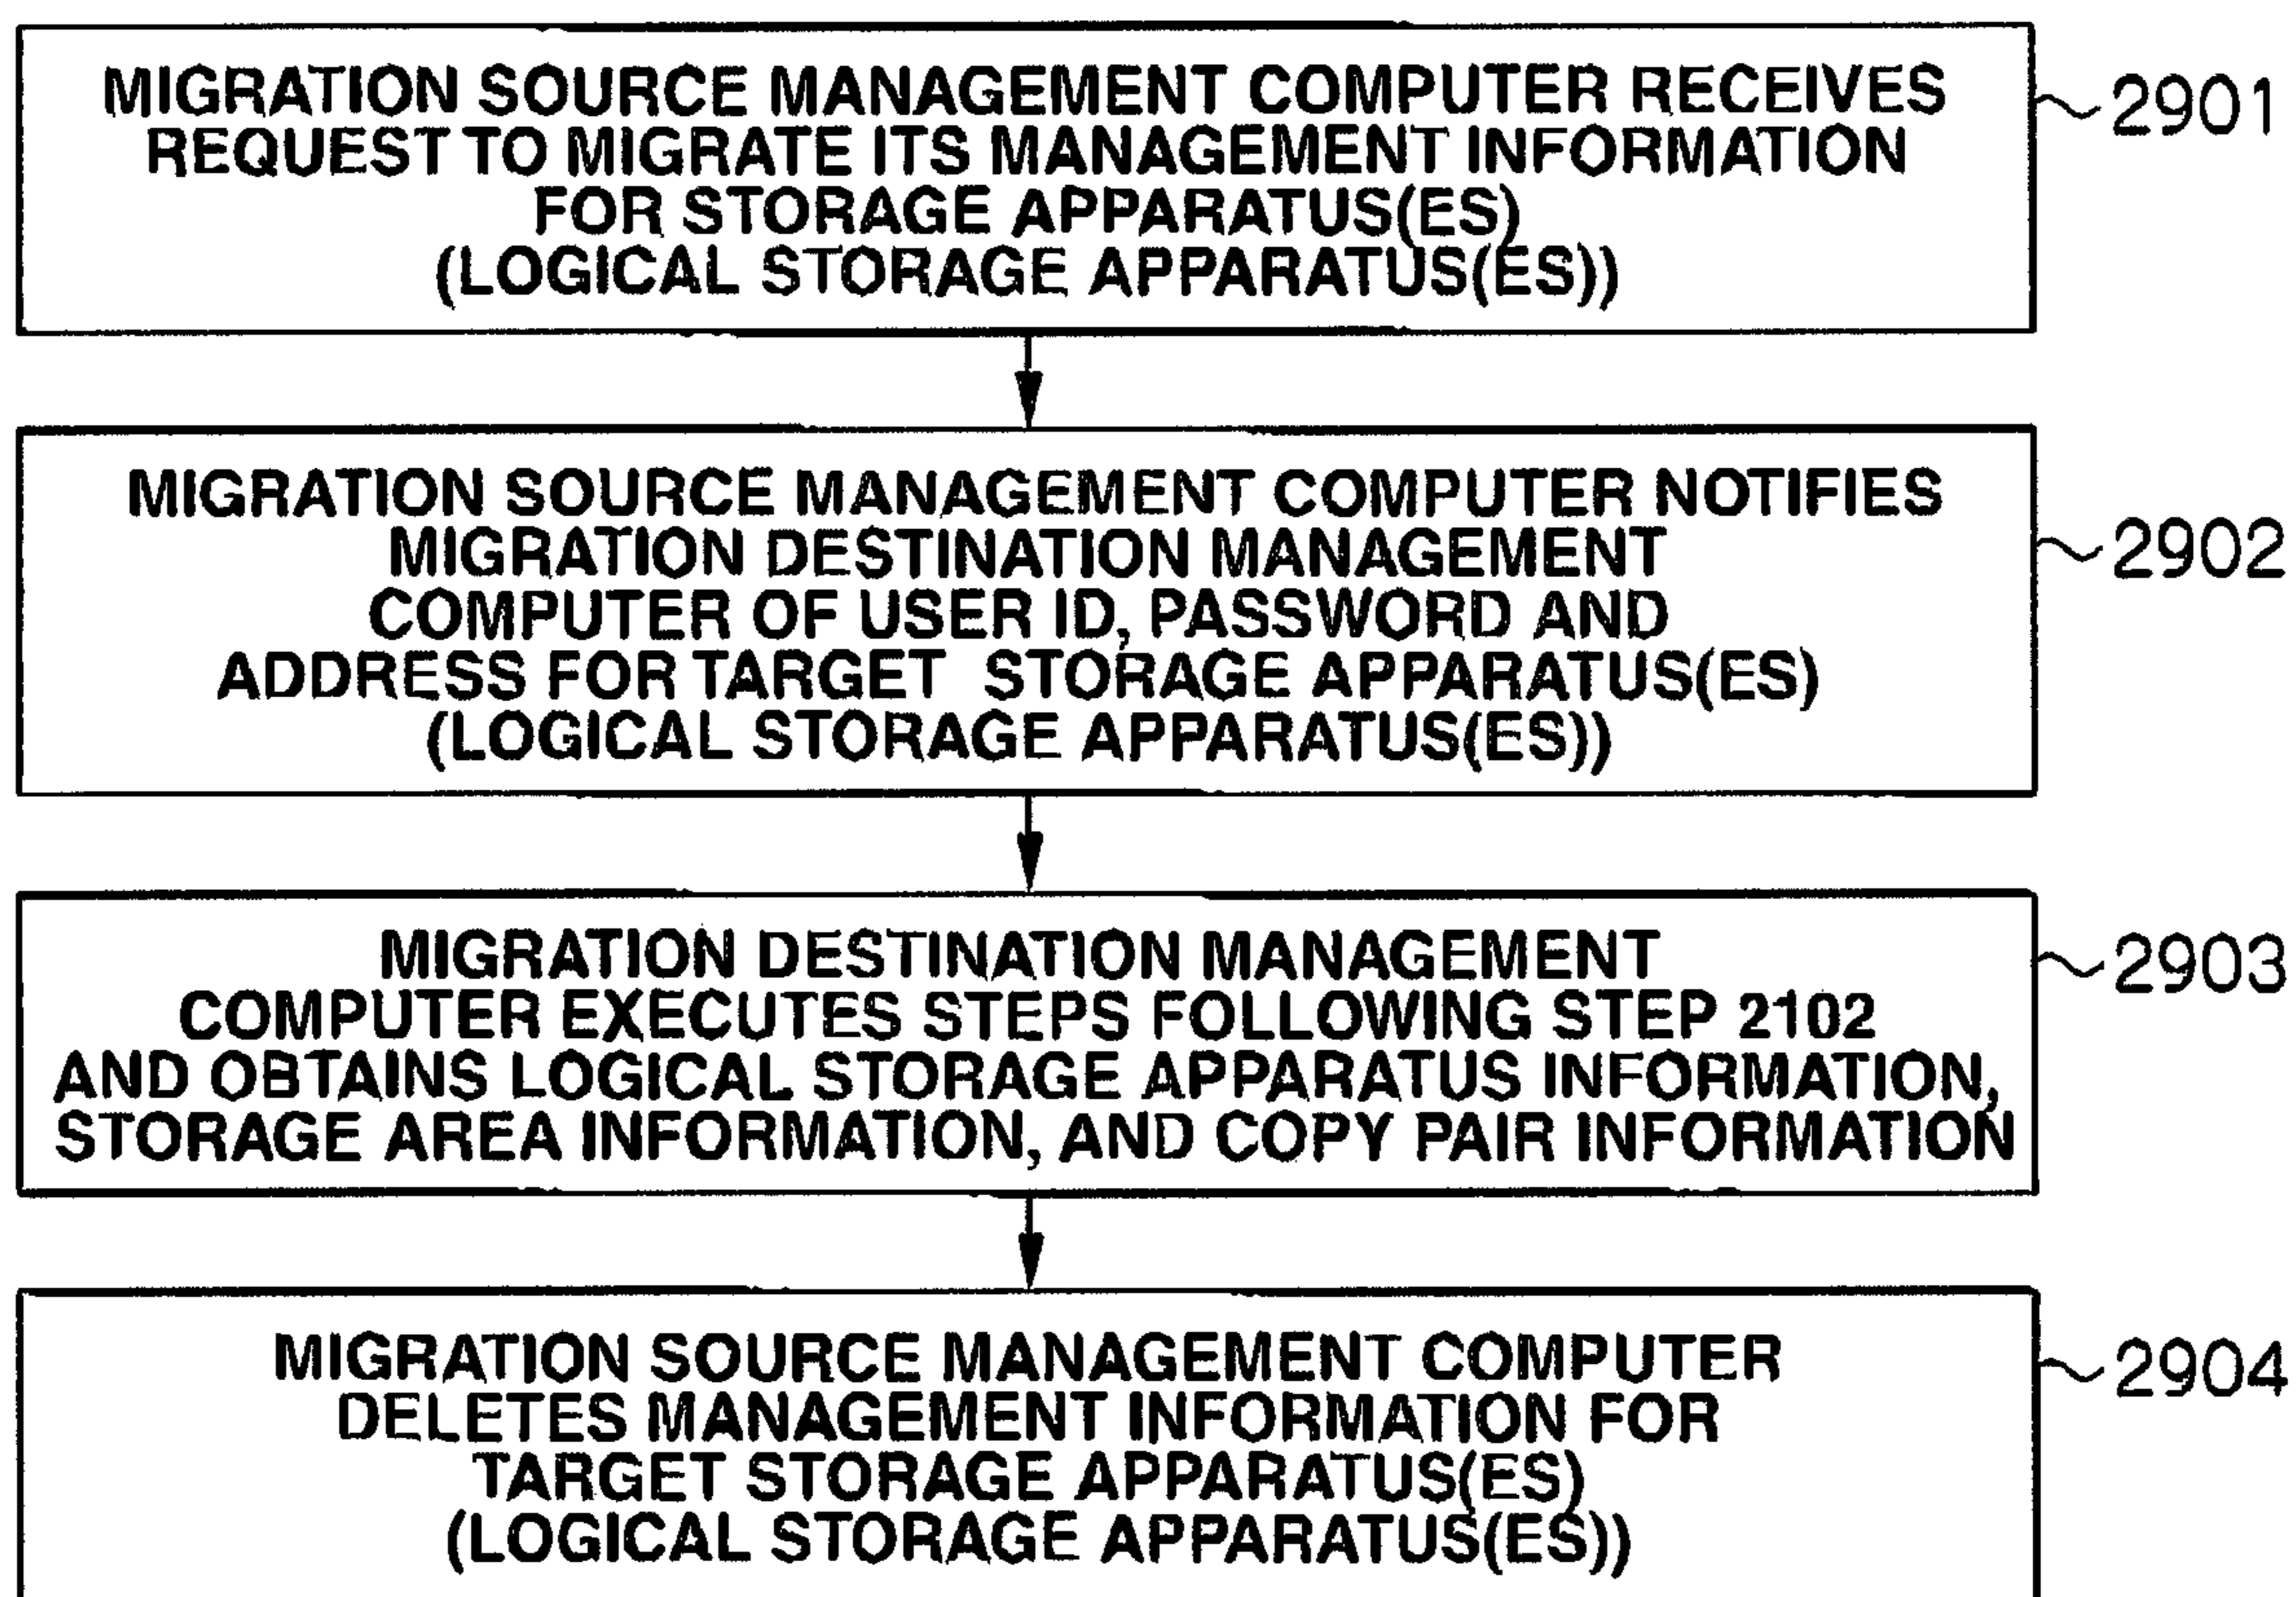 MIGRATION SOURCE MANAGEMENT COMPUTER RECEIVES
REQUEST TO MIGRATE ITS MANAGEMENT INFORMATION
FOR STORAGE APPARATUS(ES)
(LOGICAL STORAGE APPARATUS(ES))
2901
MIGRATION SOURCE MANAGEMENT COMPUTER NOTIFIES
MIGRATION DESTINATION MANAGEMENT
COMPUTER OF USER ID, PASSWORD AND
ADDRESS FOR TARGET STORAGE APPARATUS(ES)
(LOGICAL STORAGE APPARATUS(ES))
2902
MIGRATION DESTINATION MANAGEMENT
COMPUTER EXECUTES STEPS FOLLOWING STEP 2102
AND OBTAINS LOGICAL STORAGE APPARATUS INFORMATION,
STORAGE AREA INFORMATION, AND COPY PAIR INFORMATION
2903
MIGRATION SOURCE MANAGEMENT COMPUTER
DELETES MANAGEMENT INFORMATION FOR
TARGET STORAGE APPARATUS(ES)
(LOGICAL STORAGE APPARATUS(ES))
2904